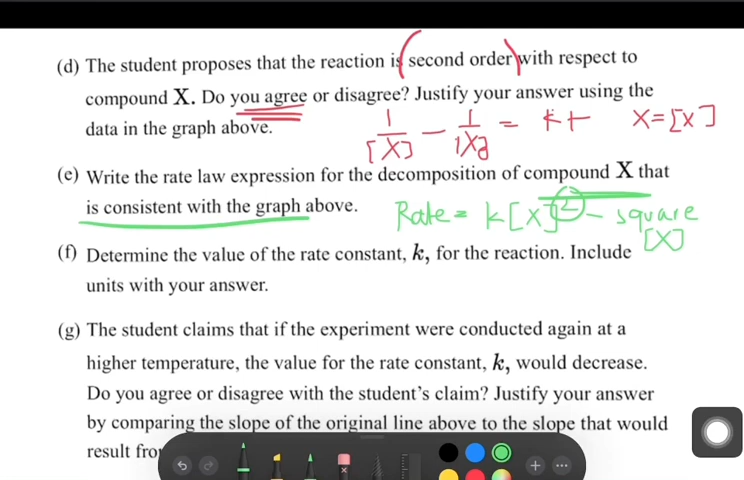 (d) The student proposes that the reaction is (second order) with respect to
compound X. Do you agree or disagree? Justify your answer using the
data in the graph above.
1/[X] - 1/[X]0 = kt X=[X]
(e) Write the rate law expression for the decomposition of compound X that
is consistent with the graph above.
Rate = k[X]² - square
[X]
(f) Determine the value of the rate constant, k, for the reaction. Include
units with your answer.
(g) The student claims that if the experiment were conducted again at a
higher temperature, the value for the rate constant, k, would decrease.
Do you agree or disagree with the student's claim? Justify your answer
by comparing the slope of the original line above to the slope that would
result